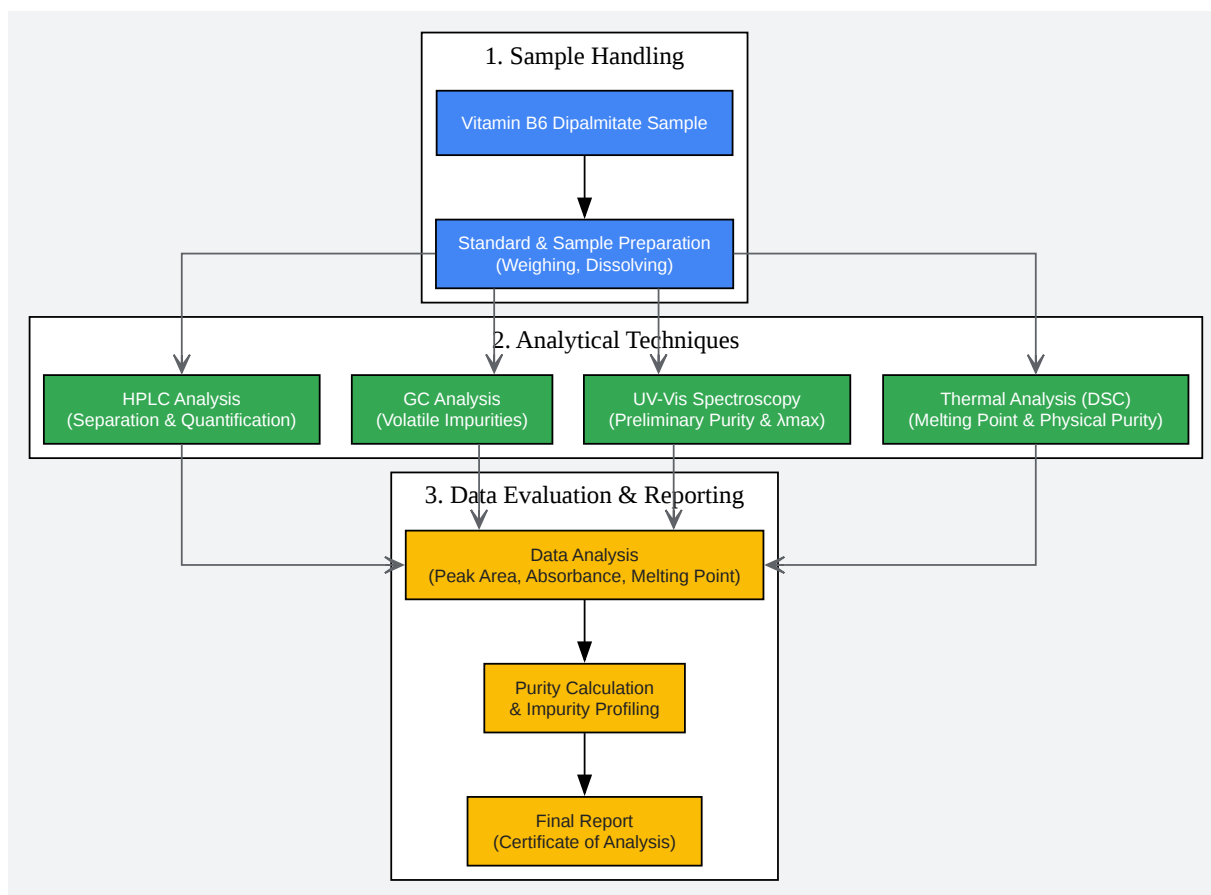 1. Sample Handling
Vitamin B6 Dipalmitate Sample
Standard & Sample Preparation
(Weighing, Dissolving)
2. Analytical Techniques
HPLC Analysis
(Separation & Quantification)
GC Analysis
(Volatile Impurities)
UV-Vis Spectroscopy
(Preliminary Purity & λmax)
Thermal Analysis (DSC)
(Melting Point & Physical Purity)
3. Data Evaluation & Reporting
Data Analysis
(Peak Area, Absorbance, Melting Point)
Purity Calculation
& Impurity Profiling
Final Report
(Certificate of Analysis)